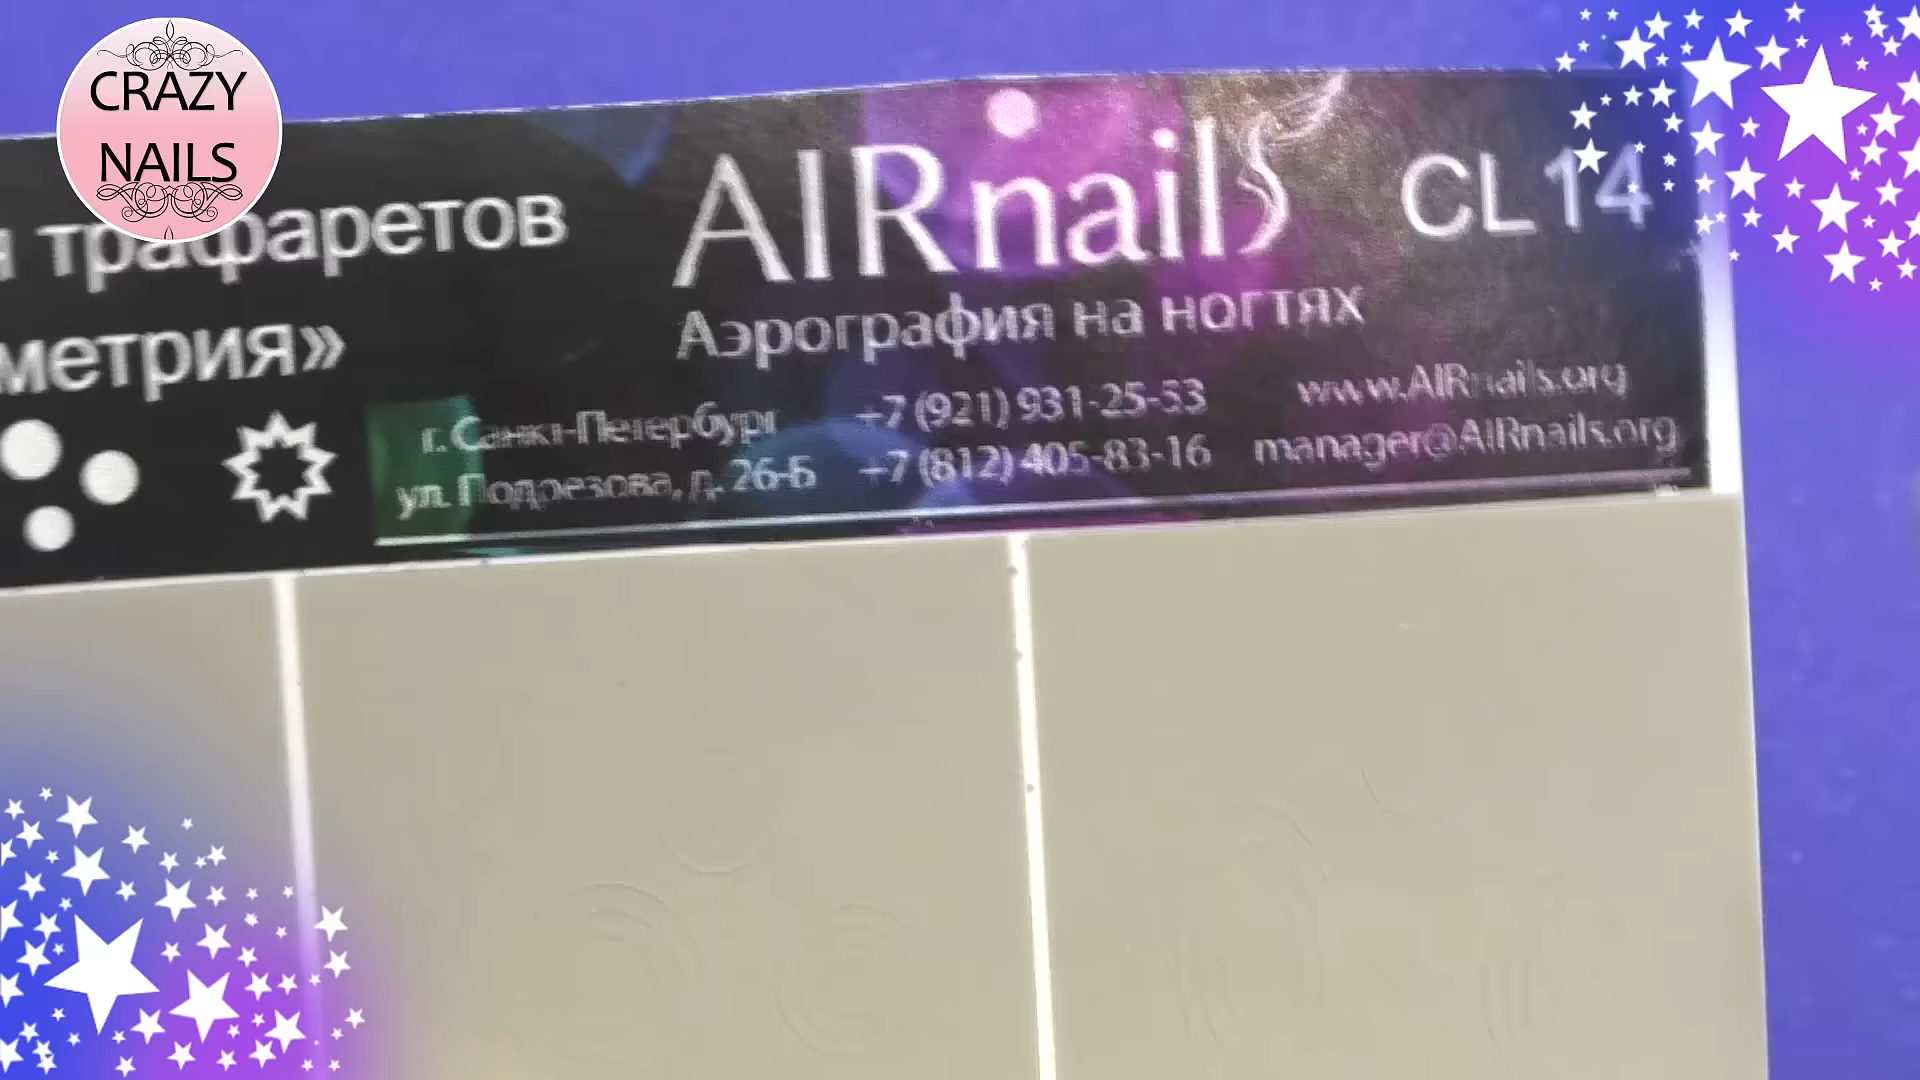 CRAZY
NAILS
трафаретов
метрия»
AIRnails
CL 14
Аэрография на ногтях
г. Санкт-Петербург
ул. Подрезова, д. 26-Б
+7 (921) 931-25-53
+7 (812) 405-83-16
www.AIRnails.org
manager@AIRnails.org